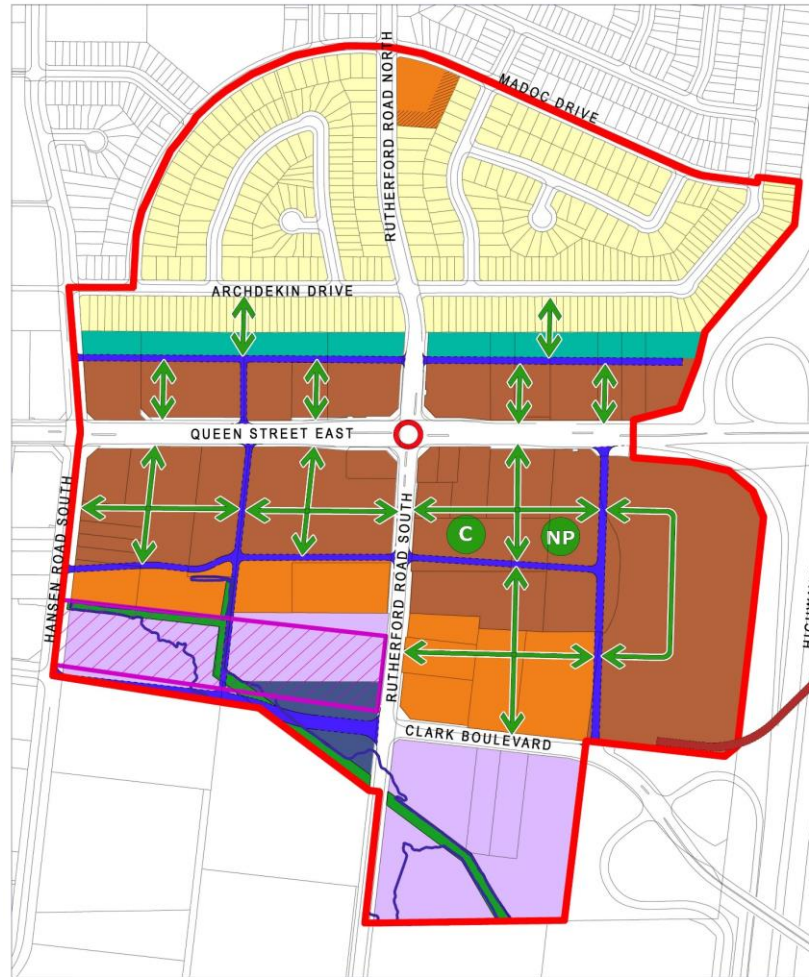 RUTHERFORD ROAD NORTH
MADOC DRIVE
ARCHDEKIN DRIVE
QUEEN STREET EAST
HANSEN ROAD SOUTH
RUTHERFORD ROAD SOUTH
C
NP
CLARK BOULEVARD